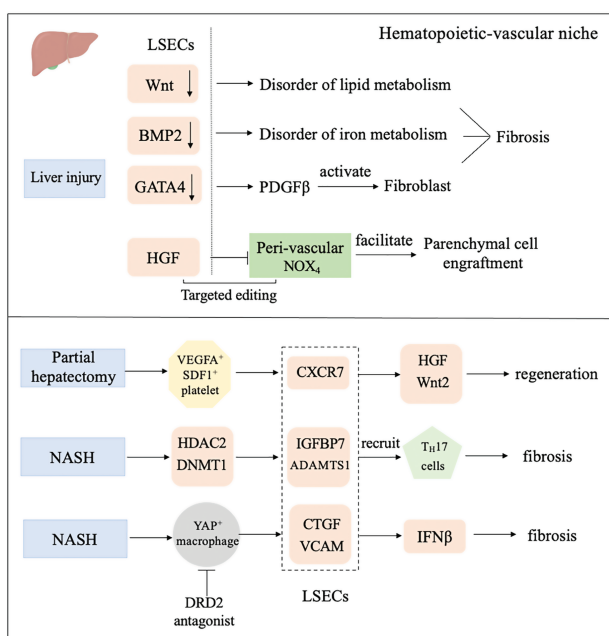 LSECs
Hematopoietic-vascular niche
Wnt
Disorder of lipid metabolism
BMP2
Disorder of iron metabolism
Fibrosis
Liver injury
GATA4
PDGFβ
activate
Fibroblast
HGF
Peri-vascular
NOX₄
facilitate
Parenchymal cell
engraftment
Targeted editing
Partial
hepatectomy
VEGFA⁺
SDF1⁺
platelet
CXCR7
HGF
Wnt2
regeneration
NASH
HDAC2
DNMT1
IGFBP7
ADAMTS1
recruit
T_H17
cells
fibrosis
NASH
YAP⁺
macrophage
CTGF
VCAM
IFNβ
fibrosis
DRD2
antagonist
LSECs